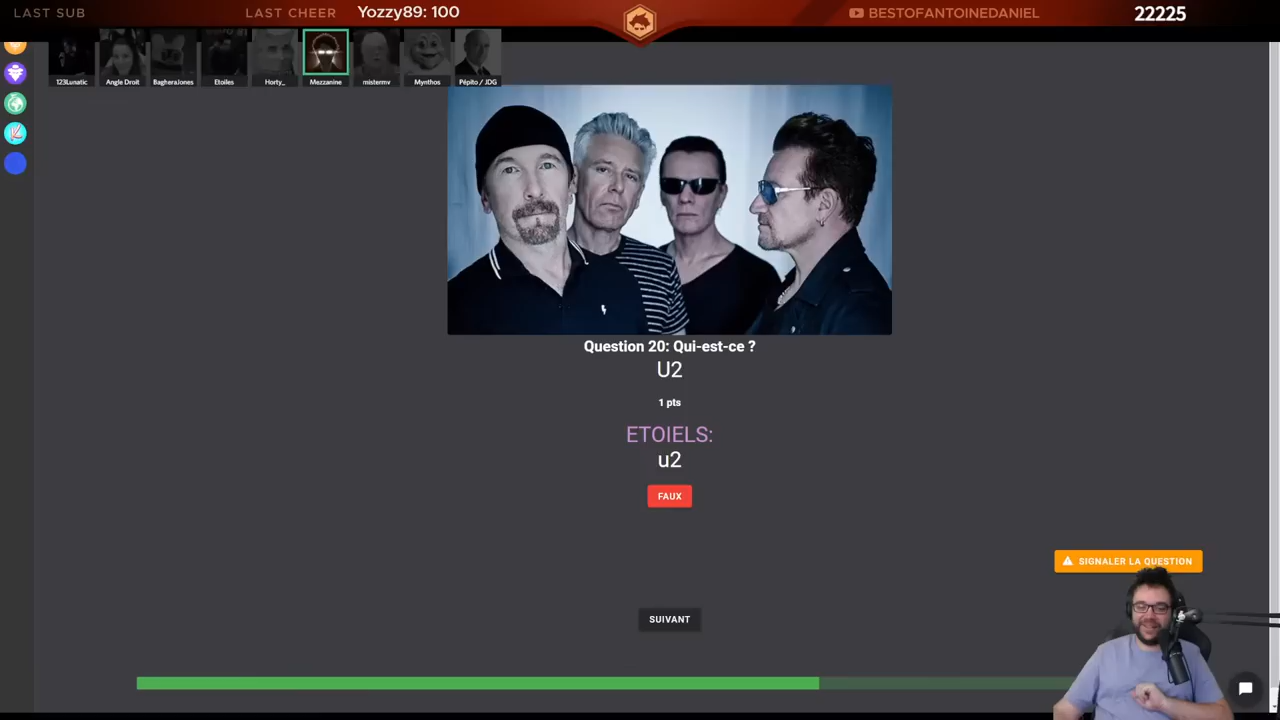 LAST SUB
LAST CHEER
Yozzy89: 100
BESTOFANTOINEDANIEL
22225
123Lunatic
Angle Droit
BagheraJones
Etoiles
Horty_
Mezzanine
mistermv
Mynthos
Pépito / JDG
Question 20: Qui-est-ce ?
U2
1 pts
ETOIELS:
u2
FAUX
SIGNALER LA QUESTION
SUIVANT